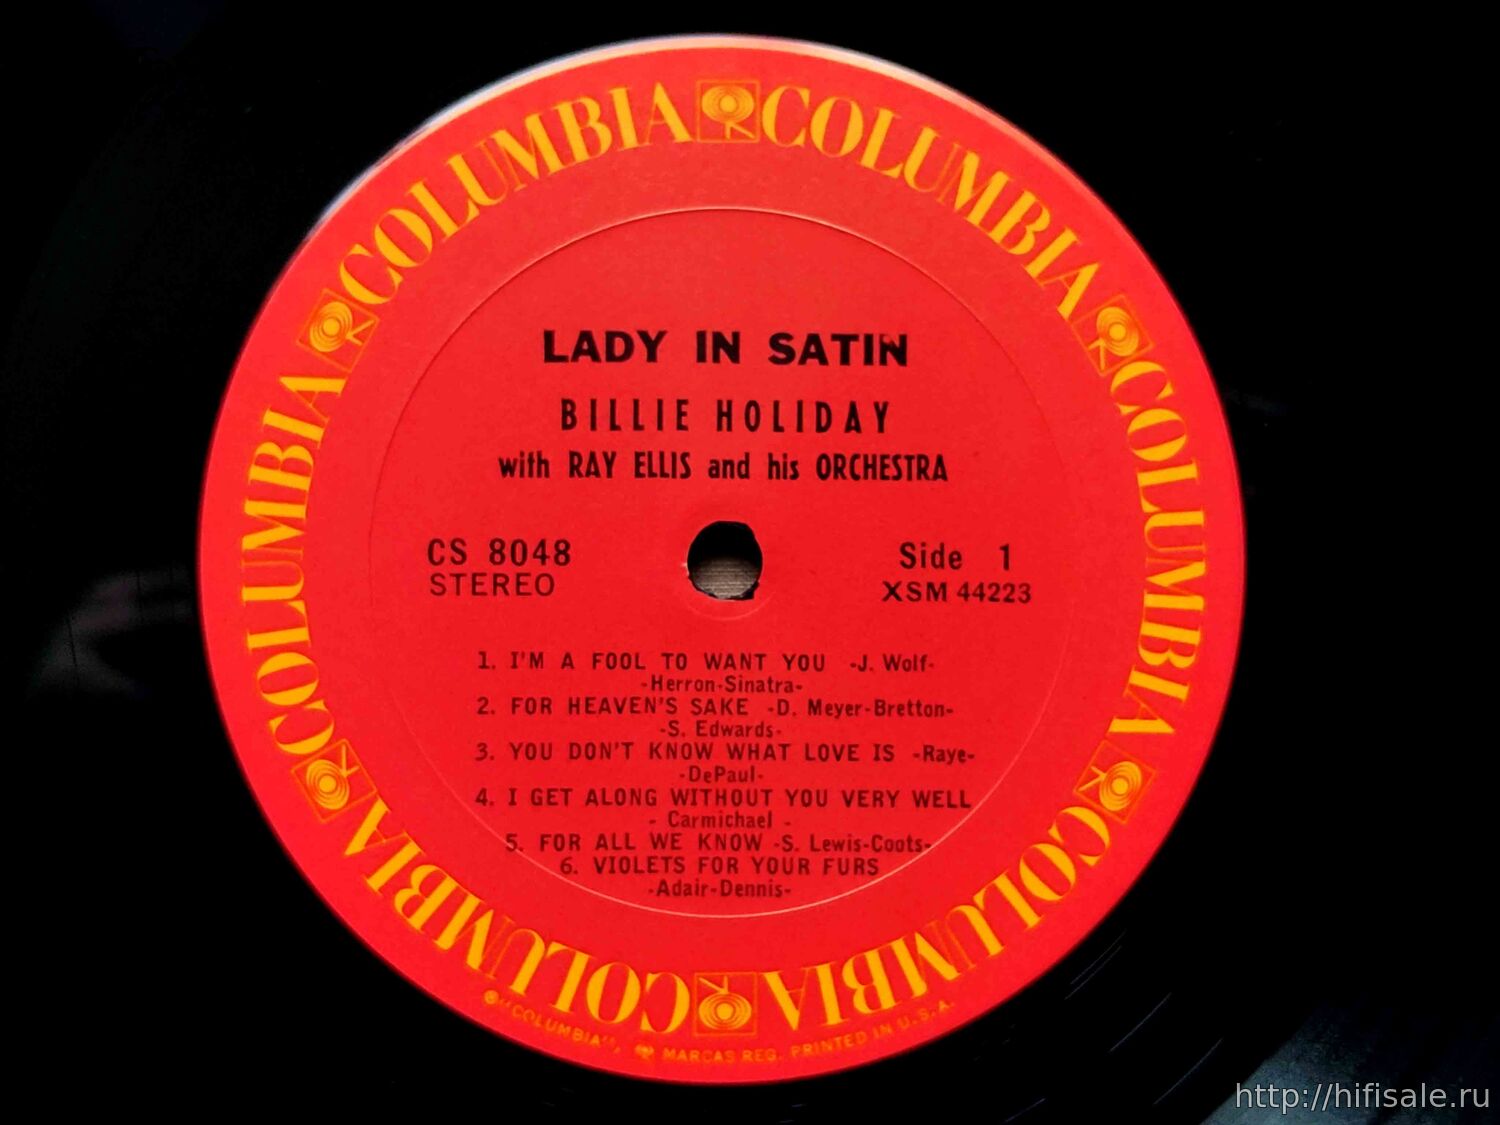 COLUMBIA COLUMBIA COLUMBIA COLUMBIA COLUMBIA COLUMBIA
LADY IN SATIN
BILLIE HOLIDAY
with RAY ELLIS and his ORCHESTRA
CS 8048
STEREO
Side 1
XSM 44223
1. I'M A FOOL TO WANT YOU -J. Wolf-
-Herron-Sinatra-
2. FOR HEAVEN'S SAKE -D. Meyer-Bretton-
-S. Edwards-
3. YOU DON'T KNOW WHAT LOVE IS -Raye-
-DePaul-
4. I GET ALONG WITHOUT YOU VERY WELL
- Carmichael -
5. FOR ALL WE KNOW -S. Lewis-Coots-
6. VIOLETS FOR YOUR FURS
-Adair-Dennis-
®"COLUMBIA", MARCAS REG. PRINTED IN U.S.A.
http://hifisale.ru